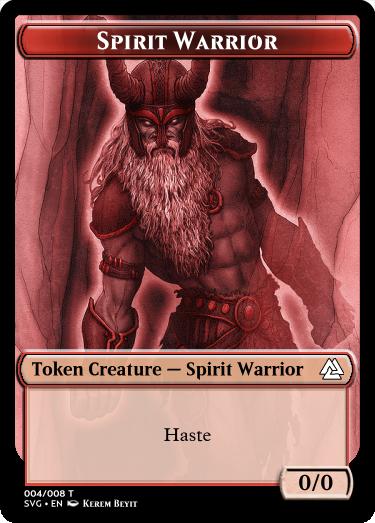 Spirit Warrior
Token Creature — Spirit Warrior
Haste
0/0
004/008 T
SVG • EN Kerem Beyit